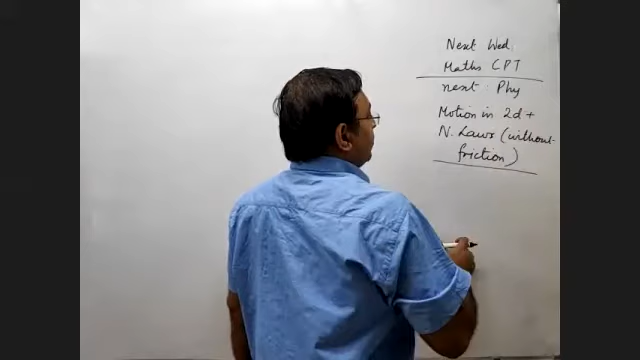 Next Wed
Maths CPT
next : Phy
Motion in 2d +
N. Laws (without
friction)